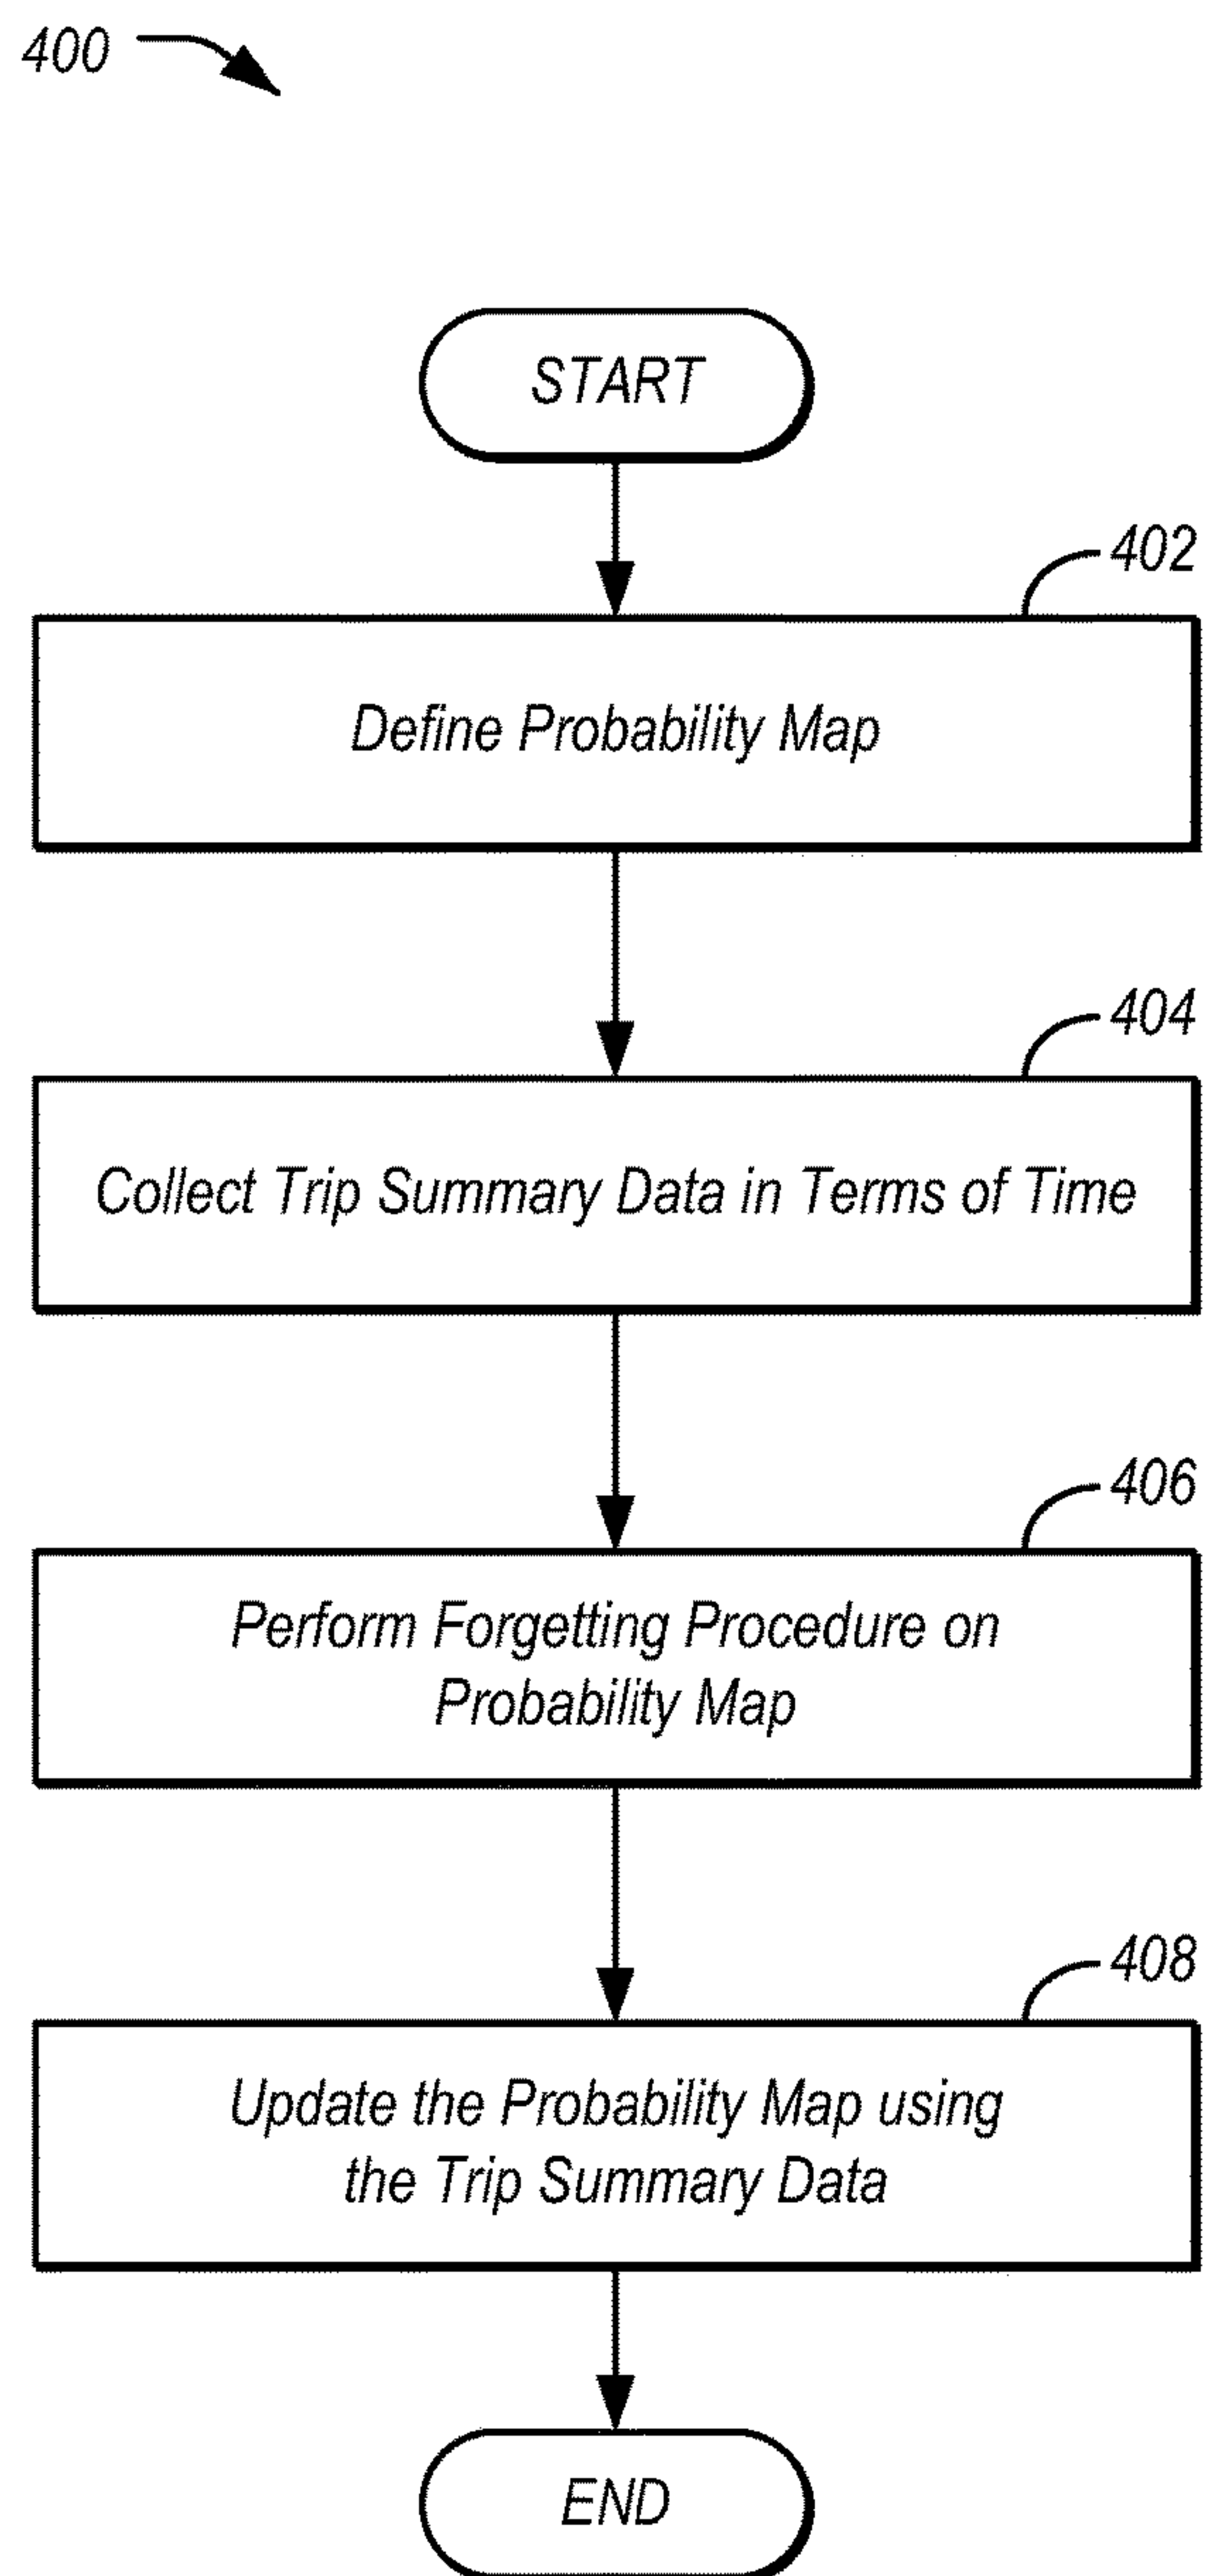 400
START
402
Define Probability Map
404
Collect Trip Summary Data in Terms of Time
406
Perform Forgetting Procedure on
Probability Map
408
Update the Probability Map using
the Trip Summary Data
END